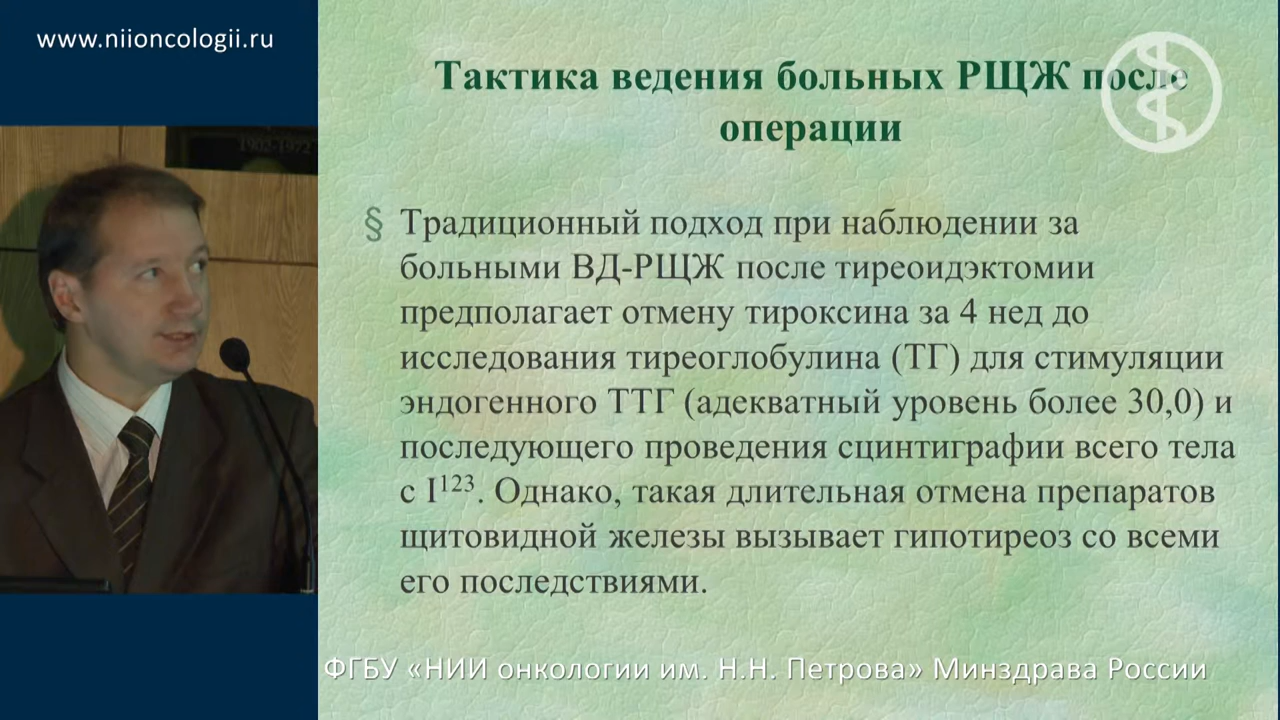 www.niioncologii.ru
1902-1972
Тактика ведения больных РЩЖ после
операции
§ Традиционный подход при наблюдении за
больными ВД-РЩЖ после тиреоидэктомии
предполагает отмену тироксина за 4 нед до
исследования тиреоглобулина (ТГ) для стимуляции
эндогенного ТТГ (адекватный уровень более 30,0) и
последующего проведения сцинтиграфии всего тела
с I¹²³. Однако, такая длительная отмена препаратов
щитовидной железы вызывает гипотиреоз со всеми
его последствиями.
ФГБУ «НИИ онкологии им. Н.Н. Петрова» Минздрава России